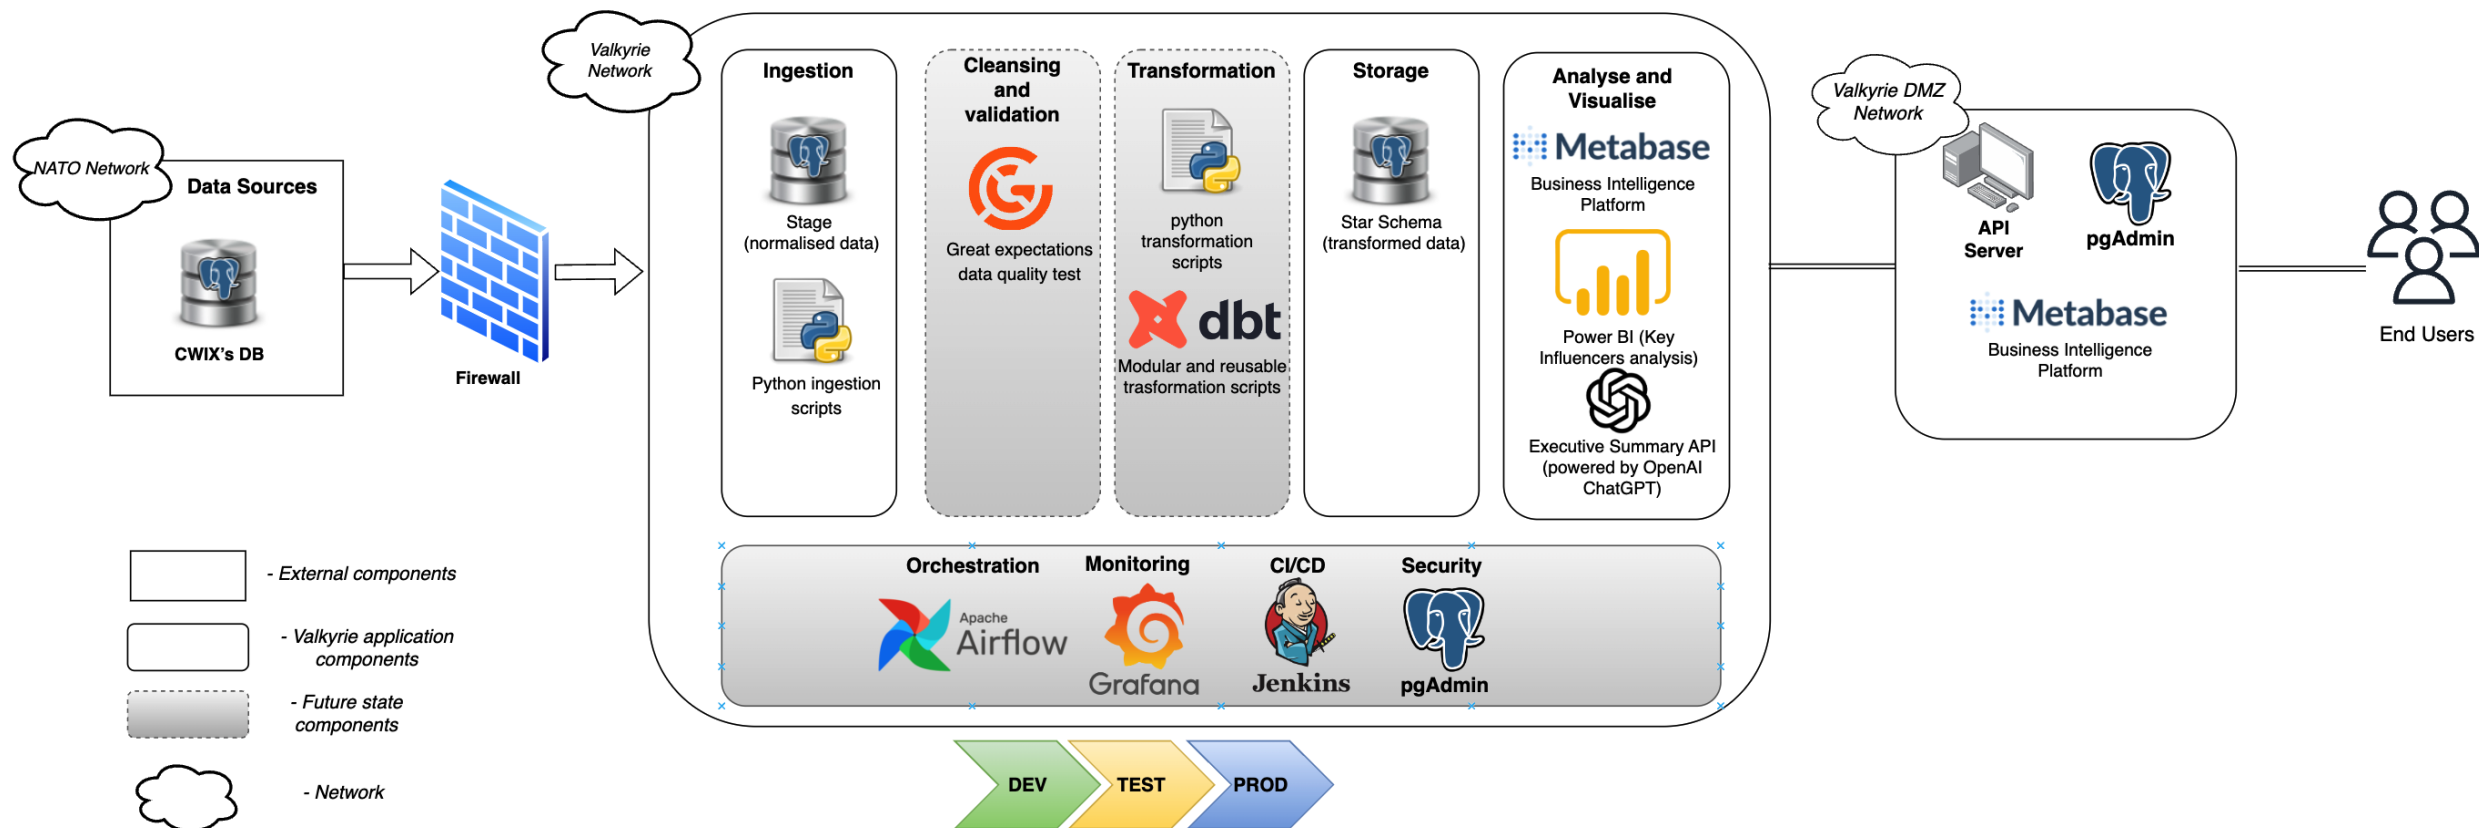 NATO Network
Data Sources
CWIX's DB
Firewall
Valkyrie
Network
Ingestion
Stage
(normalised data)
Python ingestion
scripts
Cleansing
and
validation
Great expectations
data quality test
Transformation
python
transformation
scripts
dbt
Modular and reusable
trasformation scripts
Storage
Star Schema
(transformed data)
Analyse and
Visualise
Metabase
Business Intelligence
Platform
Power BI (Key
Influencers analysis)
Executive Summary API
(powered by OpenAI
ChatGPT)
Valkyrie DMZ
Network
API
Server
pgAdmin
Metabase
Business Intelligence
Platform
End Users
Orchestration
Apache
Airflow
Monitoring
Grafana
CI/CD
Jenkins
Security
pgAdmin
- External components
- Valkyrie application
components
- Future state
components
- Network
DEV
TEST
PROD